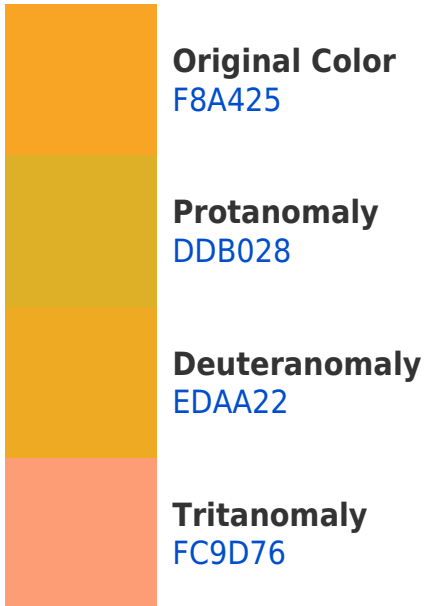 Original Color
F8A425
Protanomaly
DDB028
Deuteranomaly
EDAA22
Tritanomaly
FC9D76